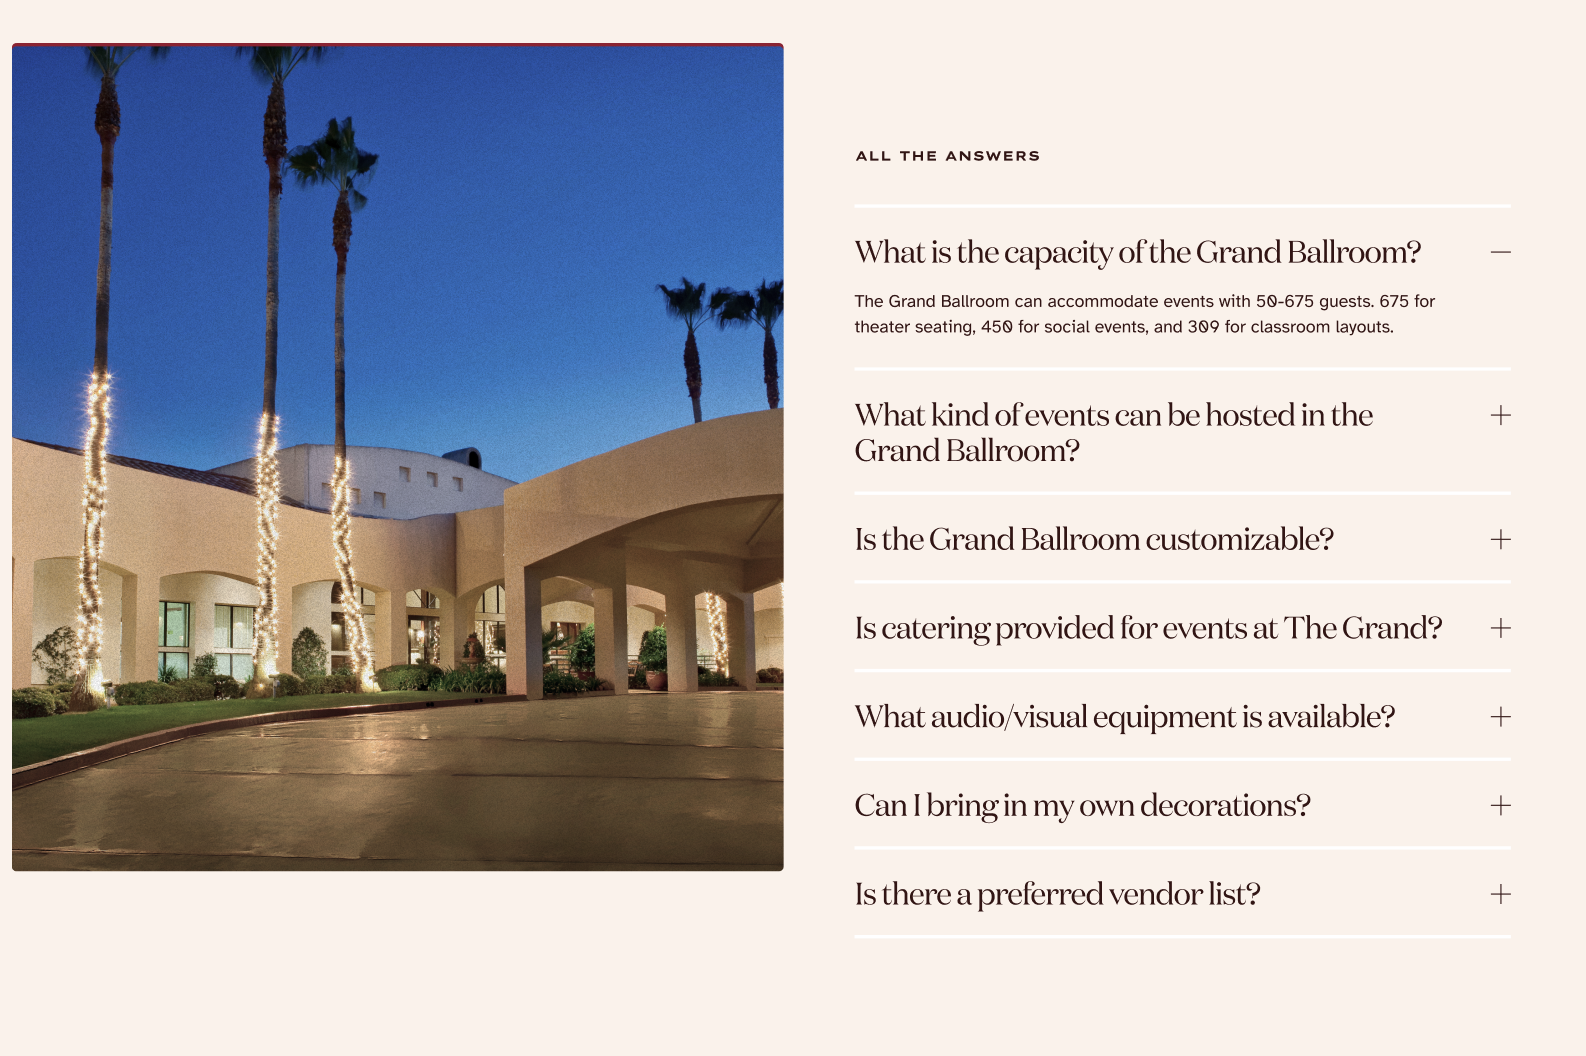 ALL THE ANSWERS
What is the capacity of the Grand Ballroom?
The Grand Ballroom can accommodate events with 50-675 guests. 675 for
theater seating, 450 for social events, and 309 for classroom layouts.
What kind of events can be hosted in the
Grand Ballroom?
Is the Grand Ballroom customizable?
Is catering provided for events at The Grand?
What audio/visual equipment is available?
Can I bring in my own decorations?
Is there a preferred vendor list?